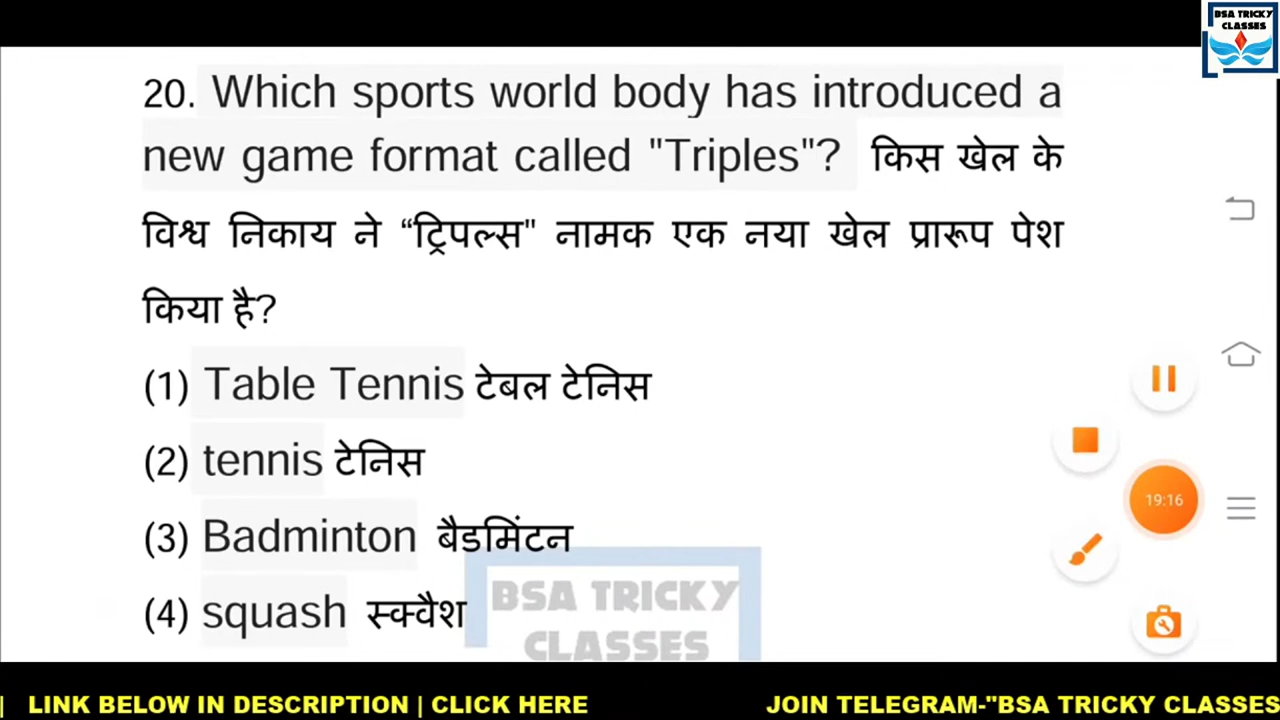 BSA TRICKY
CLASSES
20. Which sports world body has introduced a
new game format called "Triples"? किस खेल के
विश्व निकाय ने “ट्रिपल्स" नामक एक नया खेल प्रारूप पेश
किया है?
(1) Table Tennis टेबल टेनिस
(2) tennis टेनिस
(3) Badminton बैडमिंटन
(4) squash स्क्वैश
19:16
BSA TRICKY
CLASSES
| LINK BELOW IN DESCRIPTION | CLICK HERE JOIN TELEGRAM-"BSA TRICKY CLASSES